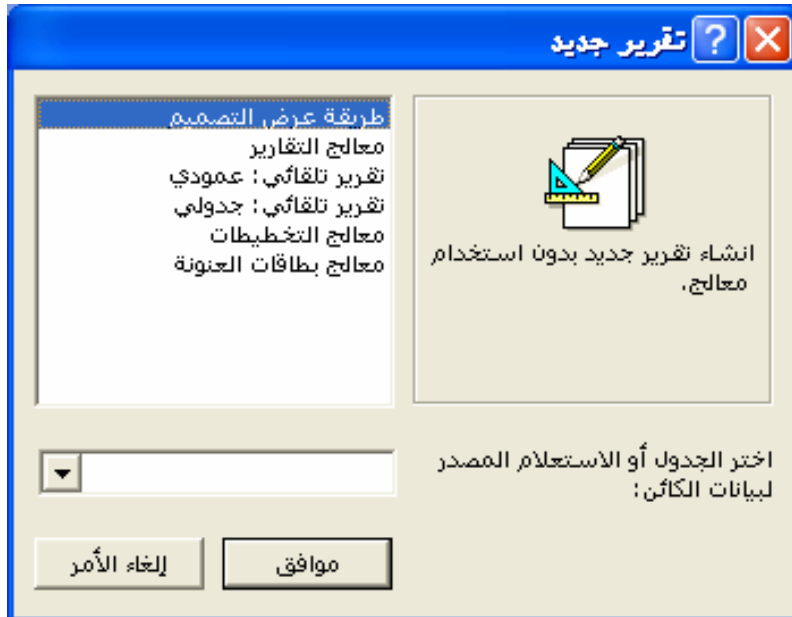 تقرير جديد
انشاء تقرير جديد بدون استخدام
معالج.
طريقة عرض التصميم
معالج التقارير
تقرير تلقائي: عمودي
تقرير تلقائي: جدولي
معالج التخطيطات
معالج بطاقات العنونة
اختر الجدول أو الاستعلام المصدر
لبيانات الكائن:
موافق
إلغاء الأمر